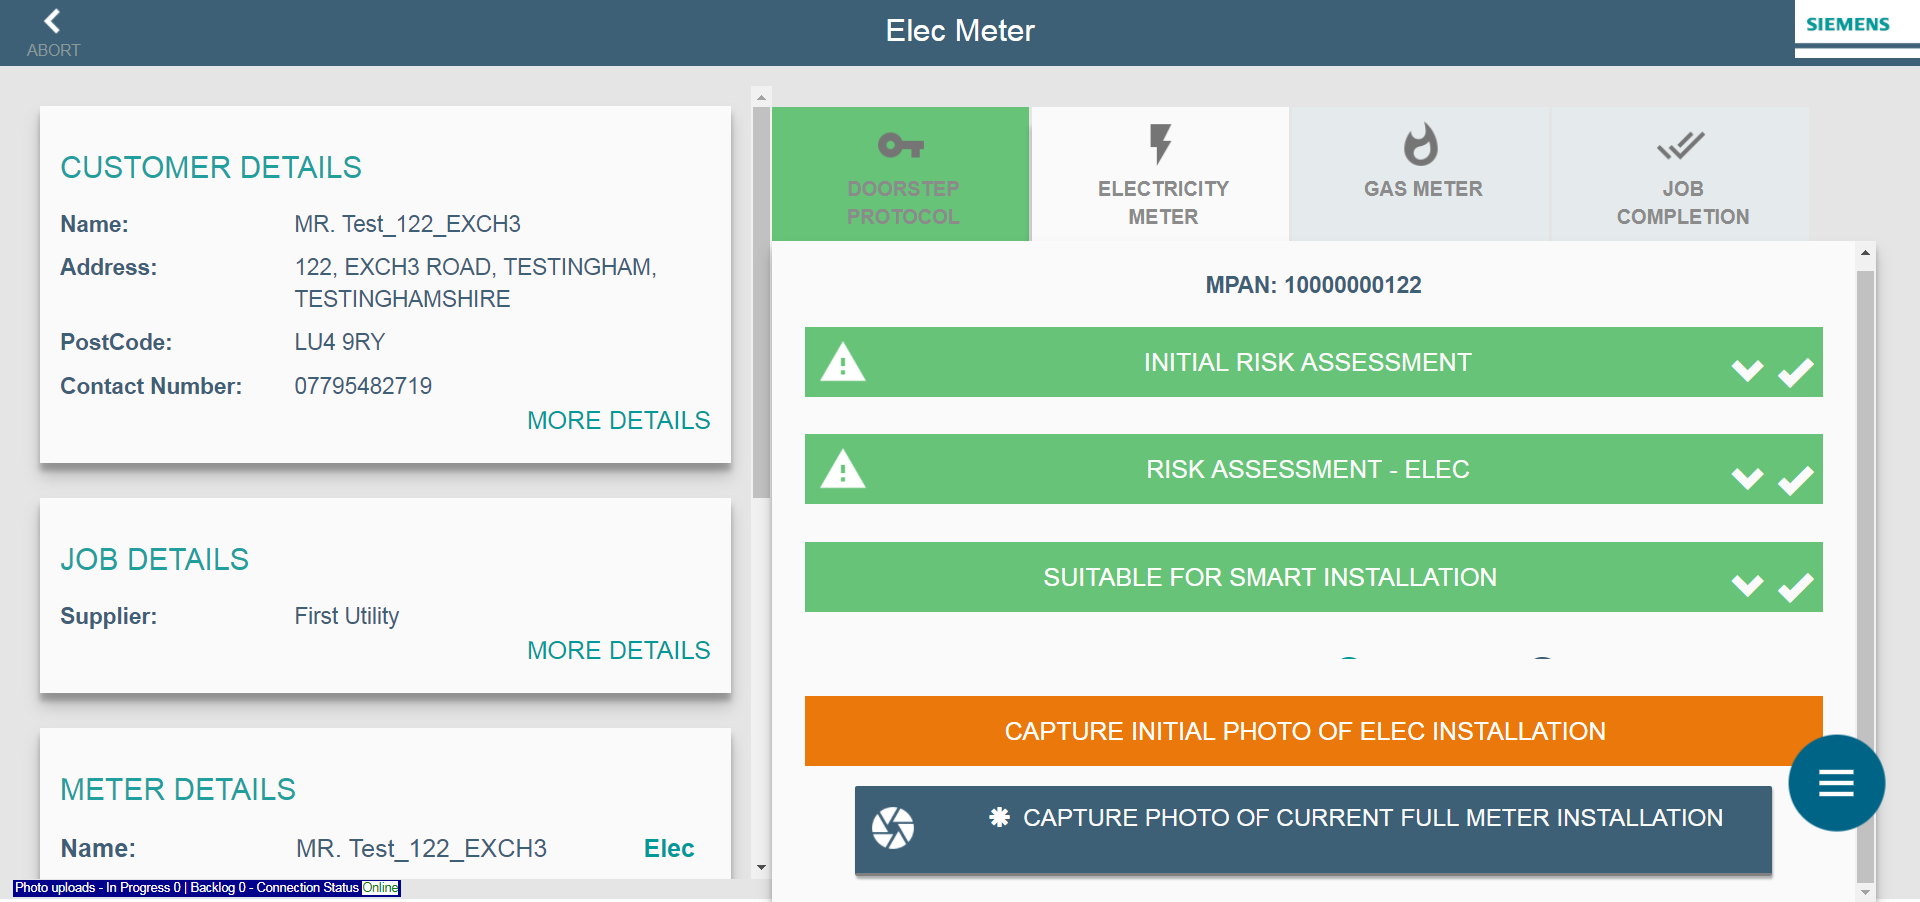 ABORT
Elec Meter
SIEMENS
CUSTOMER DETAILS
Name: MR. Test_122_EXCH3
Address: 122, EXCH3 ROAD, TESTINGHAM,
TESTINGHAMSHIRE
PostCode: LU4 9RY
Contact Number: 07795482719
MORE DETAILS
JOB DETAILS
Supplier: First Utility
MORE DETAILS
METER DETAILS
Name: MR. Test_122_EXCH3 Elec
Photo uploads - In Progress 0 | Backlog 0 - Connection Status Online
DOORSTEP
PROTOCOL
ELECTRICITY
METER
GAS METER
JOB
COMPLETION
MPAN: 10000000122
INITIAL RISK ASSESSMENT
RISK ASSESSMENT - ELEC
SUITABLE FOR SMART INSTALLATION
CAPTURE INITIAL PHOTO OF ELEC INSTALLATION
✱ CAPTURE PHOTO OF CURRENT FULL METER INSTALLATION